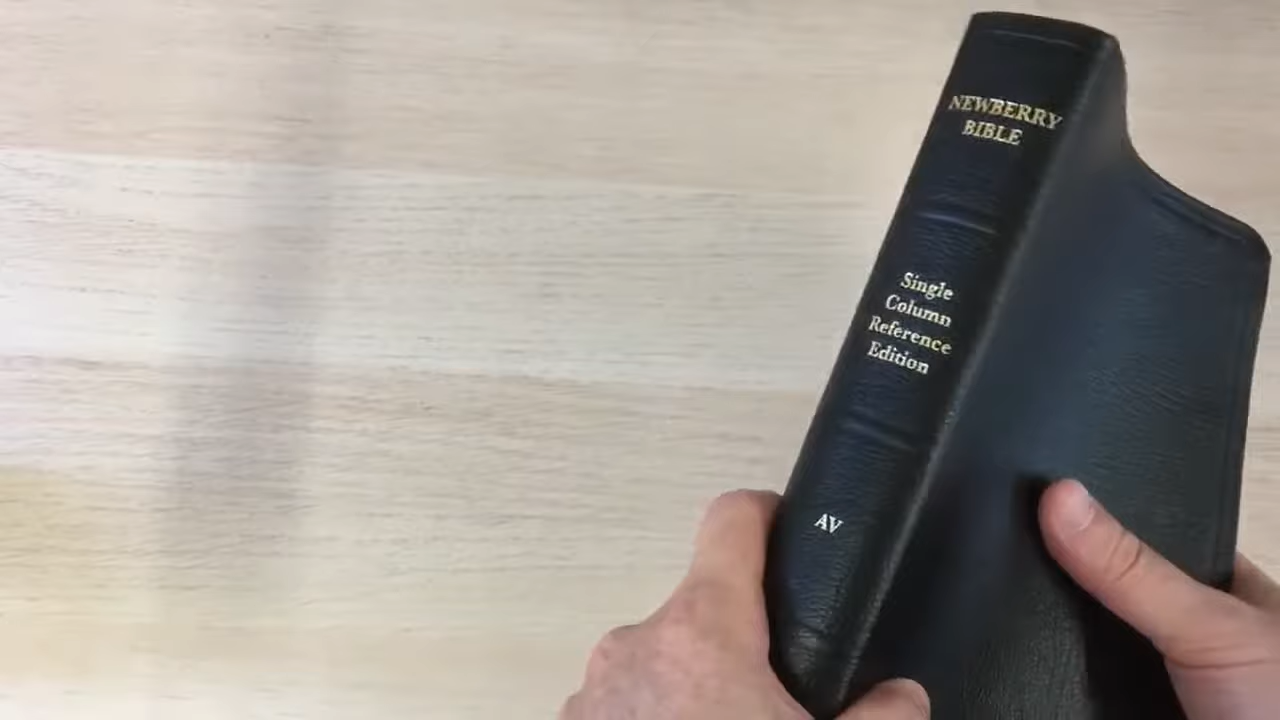 NEWBERRY
BIBLE
Single
Column
Reference
Edition
AV